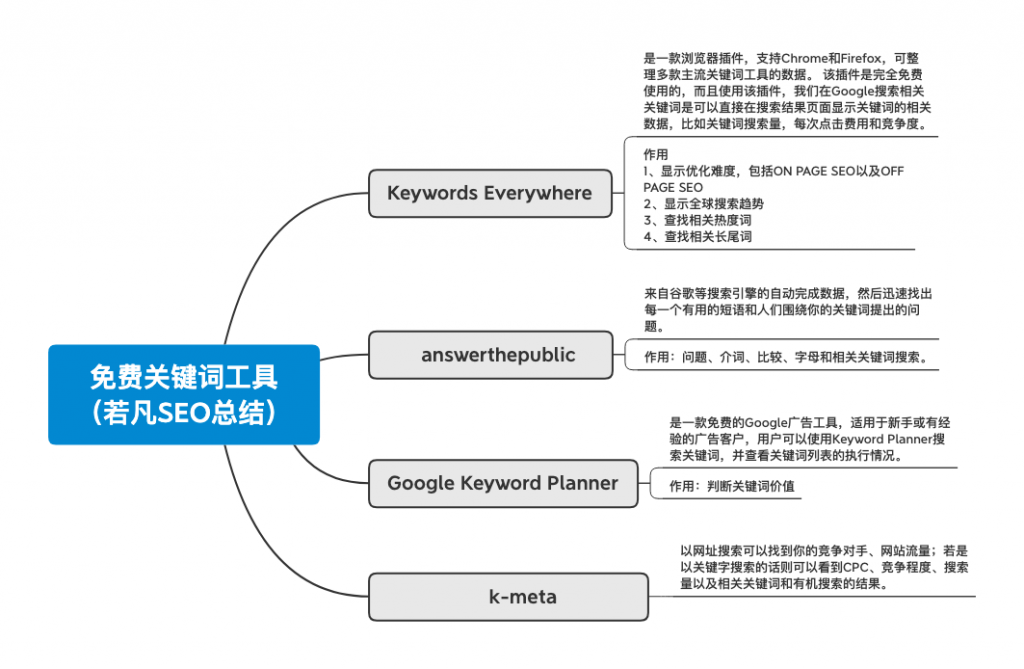 免费关键词工具
（若凡SEO总结）
Keywords Everywhere
是一款浏览器插件，支持Chrome和Firefox，可整
理多款主流关键词工具的数据。 该插件是完全免费
使用的，而且使用该插件，我们在Google搜索相关
关键词是可以直接在搜索结果页面显示关键词的相关
数据，比如关键词搜索量，每次点击费用和竞争度。
作用
1、显示优化难度，包括ON PAGE SEO以及OFF
PAGE SEO
2、显示全球搜索趋势
3、查找相关热度词
4、查找相关长尾词
answerthepublic
来自谷歌等搜索引擎的自动完成数据，然后迅速找出
每一个有用的短语和人们围绕你的关键词提出的问
题。
作用：问题、介词、比较、字母和相关关键词搜索。
Google Keyword Planner
是一款免费的Google广告工具，适用于新手或有经
验的广告客户，用户可以使用Keyword Planner搜
索关键词，并查看关键词列表的执行情况。
作用：判断关键词价值
k-meta
以网址搜索可以找到你的竞争对手、网站流量；若是
以关键字搜索的话则可以看到CPC、竞争程度、搜索
量以及相关关键词和有机搜索的结果。